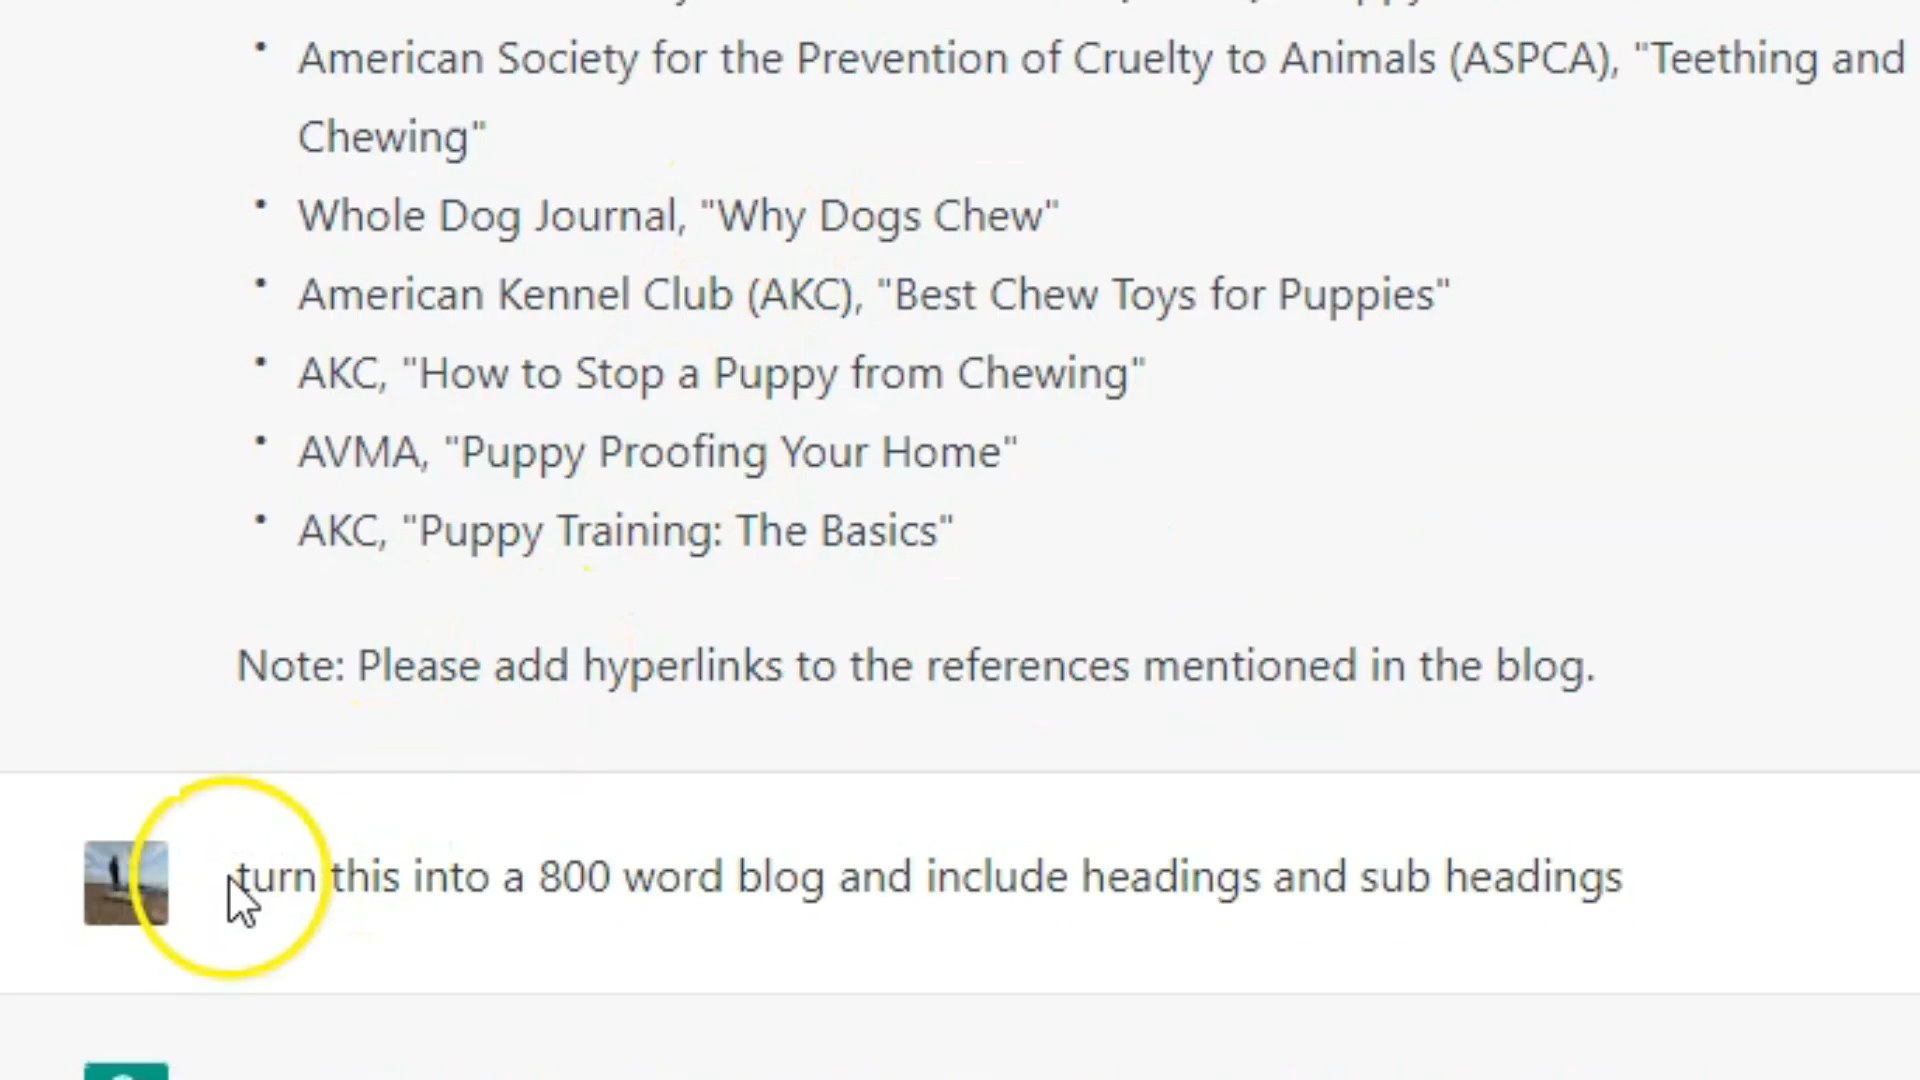 • American Society for the Prevention of Cruelty to Animals (ASPCA), "Teething and
Chewing"
• Whole Dog Journal, "Why Dogs Chew"
• American Kennel Club (AKC), "Best Chew Toys for Puppies"
• AKC, "How to Stop a Puppy from Chewing"
• AVMA, "Puppy Proofing Your Home"
• AKC, "Puppy Training: The Basics"
Note: Please add hyperlinks to the references mentioned in the blog.
turn this into a 800 word blog and include headings and sub headings